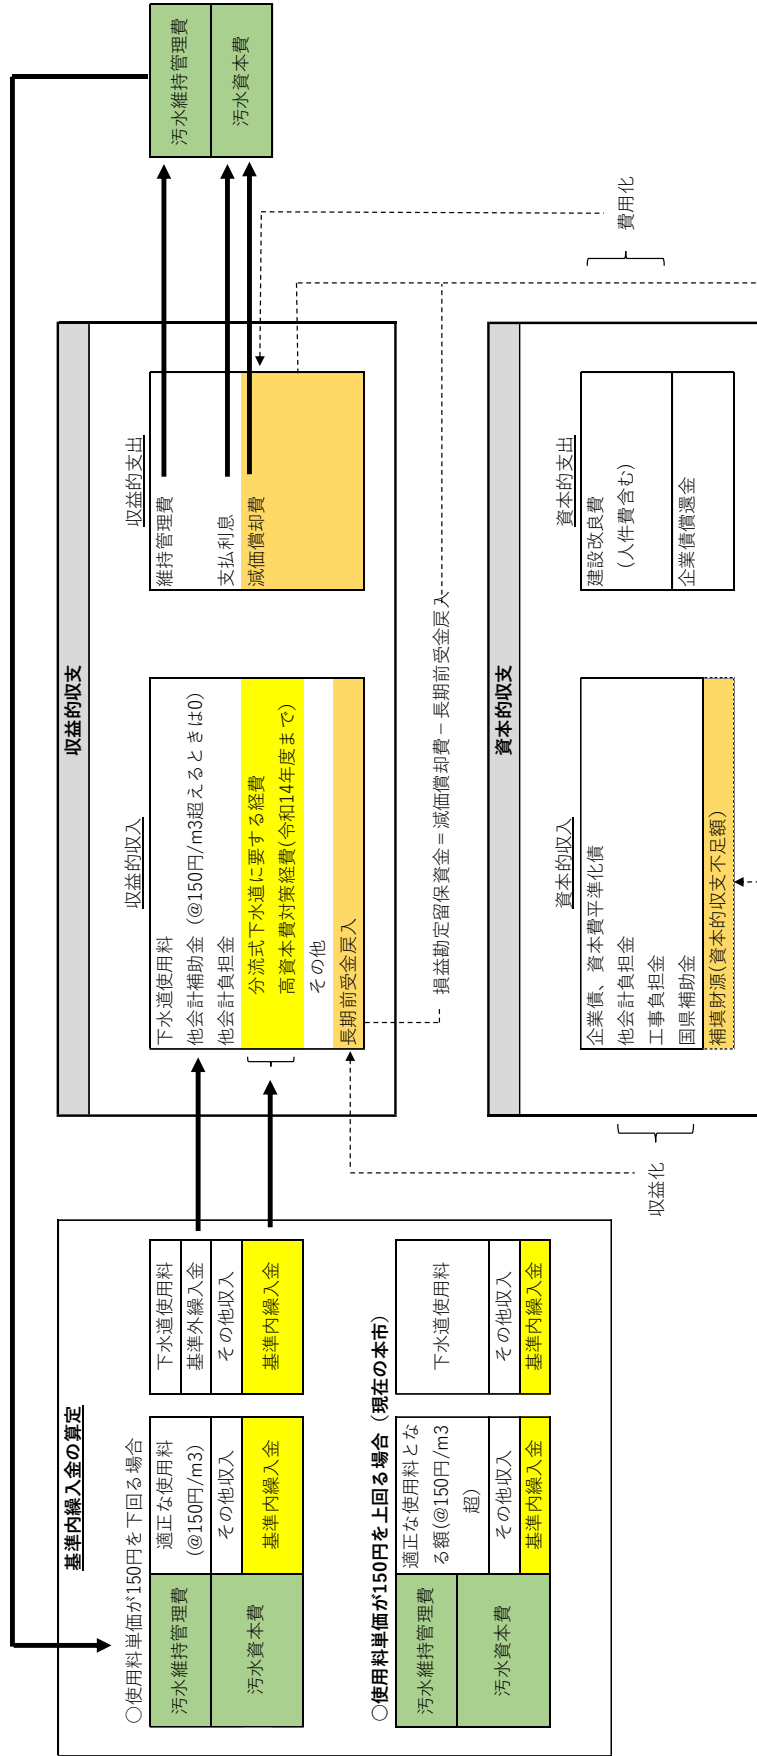 基準内繰入金の算定
○使用料単価が150円を下回る場合
汚水維持管理費
汚水資本費
適正な使用料
(@150円/m3)
その他収入
基準内繰入金
下水道使用料
基準外繰入金
その他収入
基準内繰入金
○使用料単価が150円を上回る場合（現在の本市）
汚水維持管理費
汚水資本費
適正な使用料とな
る額(@150円/m3
超)
その他収入
基準内繰入金
下水道使用料
その他収入
基準内繰入金
収益的収支
収益的収入
下水道使用料
他会計補助金（@150円/m3超えるときは0)
他会計負担金
分流式下水道に要する経費
高資本費対策経費(令和14年度まで)
その他
長期前受金戻入
収益的支出
維持管理費
支払利息
減価償却費
汚水維持管理費
汚水資本費
損益勘定留保資金＝減価償却費－長期前受金戻入
収益化
費用化
資本的収支
資本的収入
企業債、資本費平準化債
他会計負担金
工事負担金
国県補助金
補填財源(資本的収支不足額)
資本的支出
建設改良費
（人件費含む）
企業債償還金